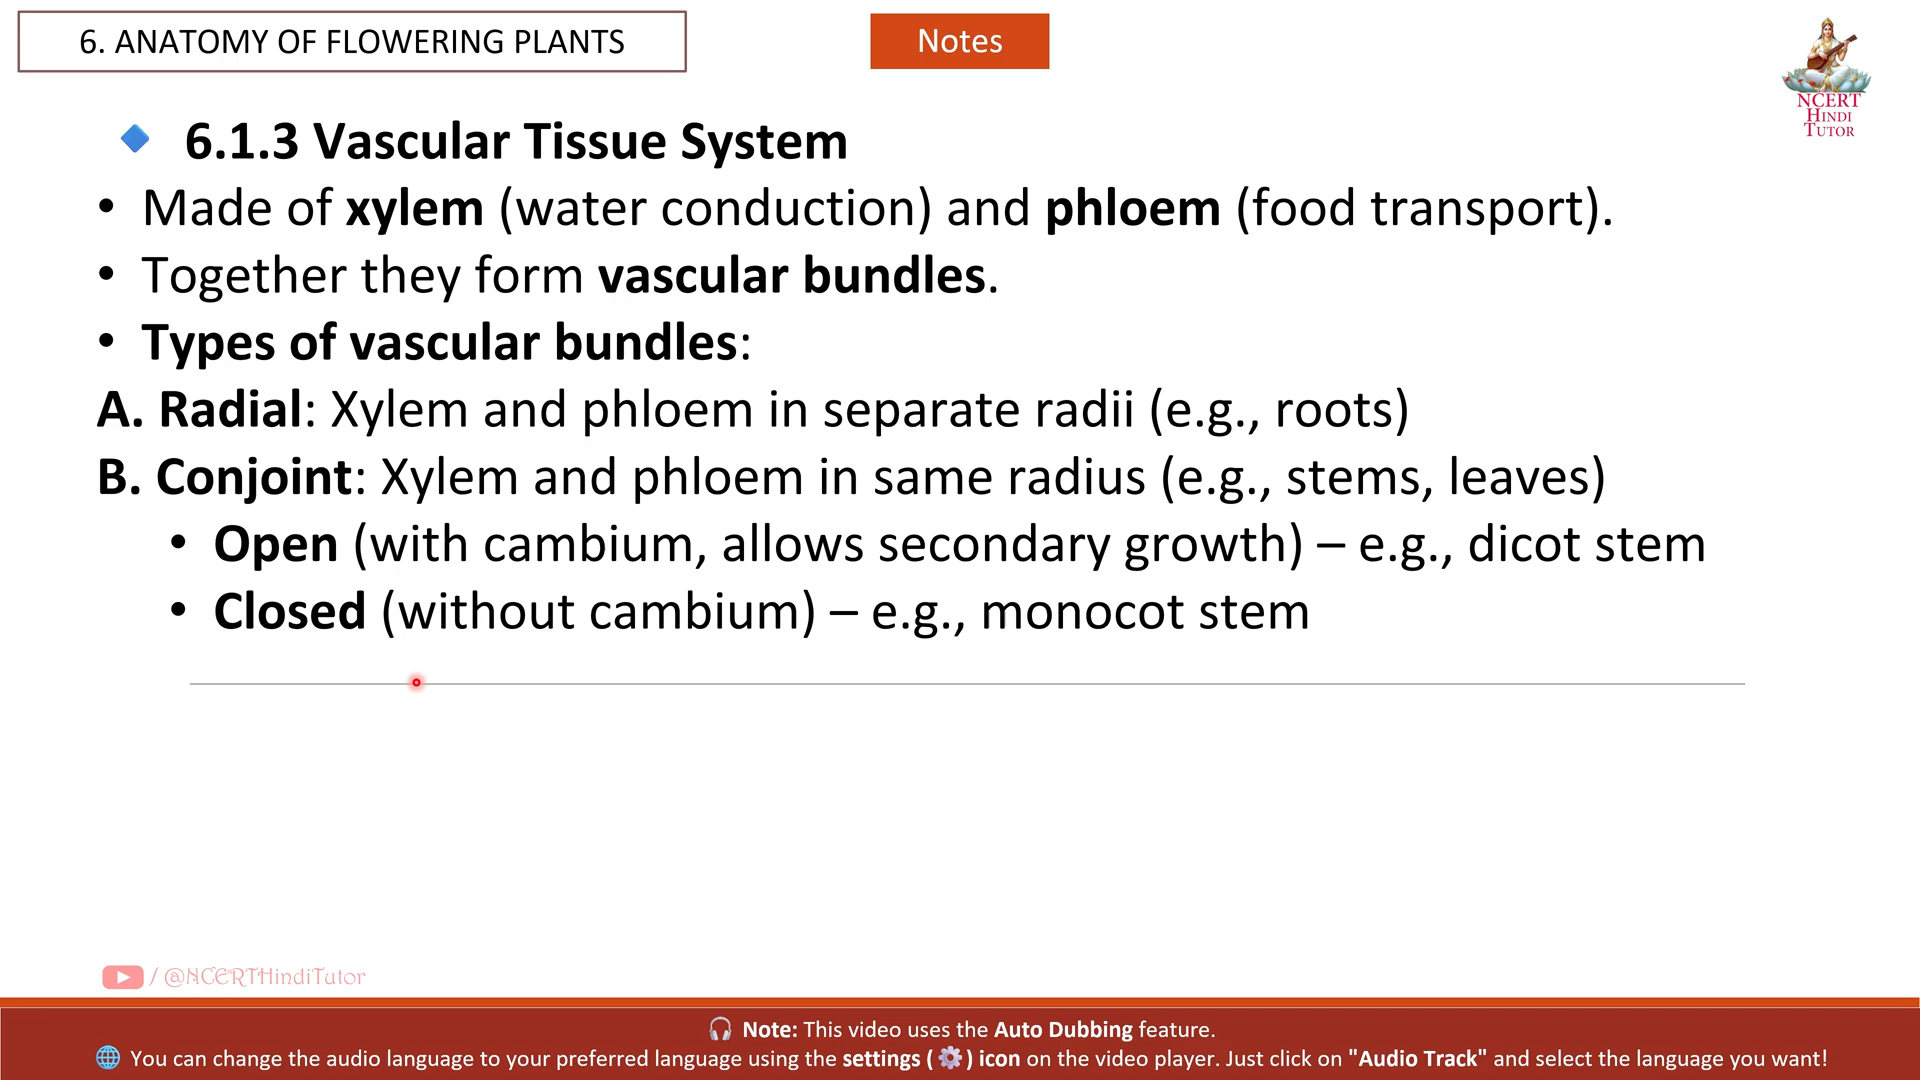 6. ANATOMY OF FLOWERING PLANTS
Notes
NCERT
HINDI
TUTOR
6.1.3 Vascular Tissue System
• Made of xylem (water conduction) and phloem (food transport).
• Together they form vascular bundles.
• Types of vascular bundles:
A. Radial: Xylem and phloem in separate radii (e.g., roots)
B. Conjoint: Xylem and phloem in same radius (e.g., stems, leaves)
• Open (with cambium, allows secondary growth) – e.g., dicot stem
• Closed (without cambium) – e.g., monocot stem
/ @NCERTHindiTutor
Note: This video uses the Auto Dubbing feature.
You can change the audio language to your preferred language using the settings ( ) icon on the video player. Just click on "Audio Track" and select the language you want!